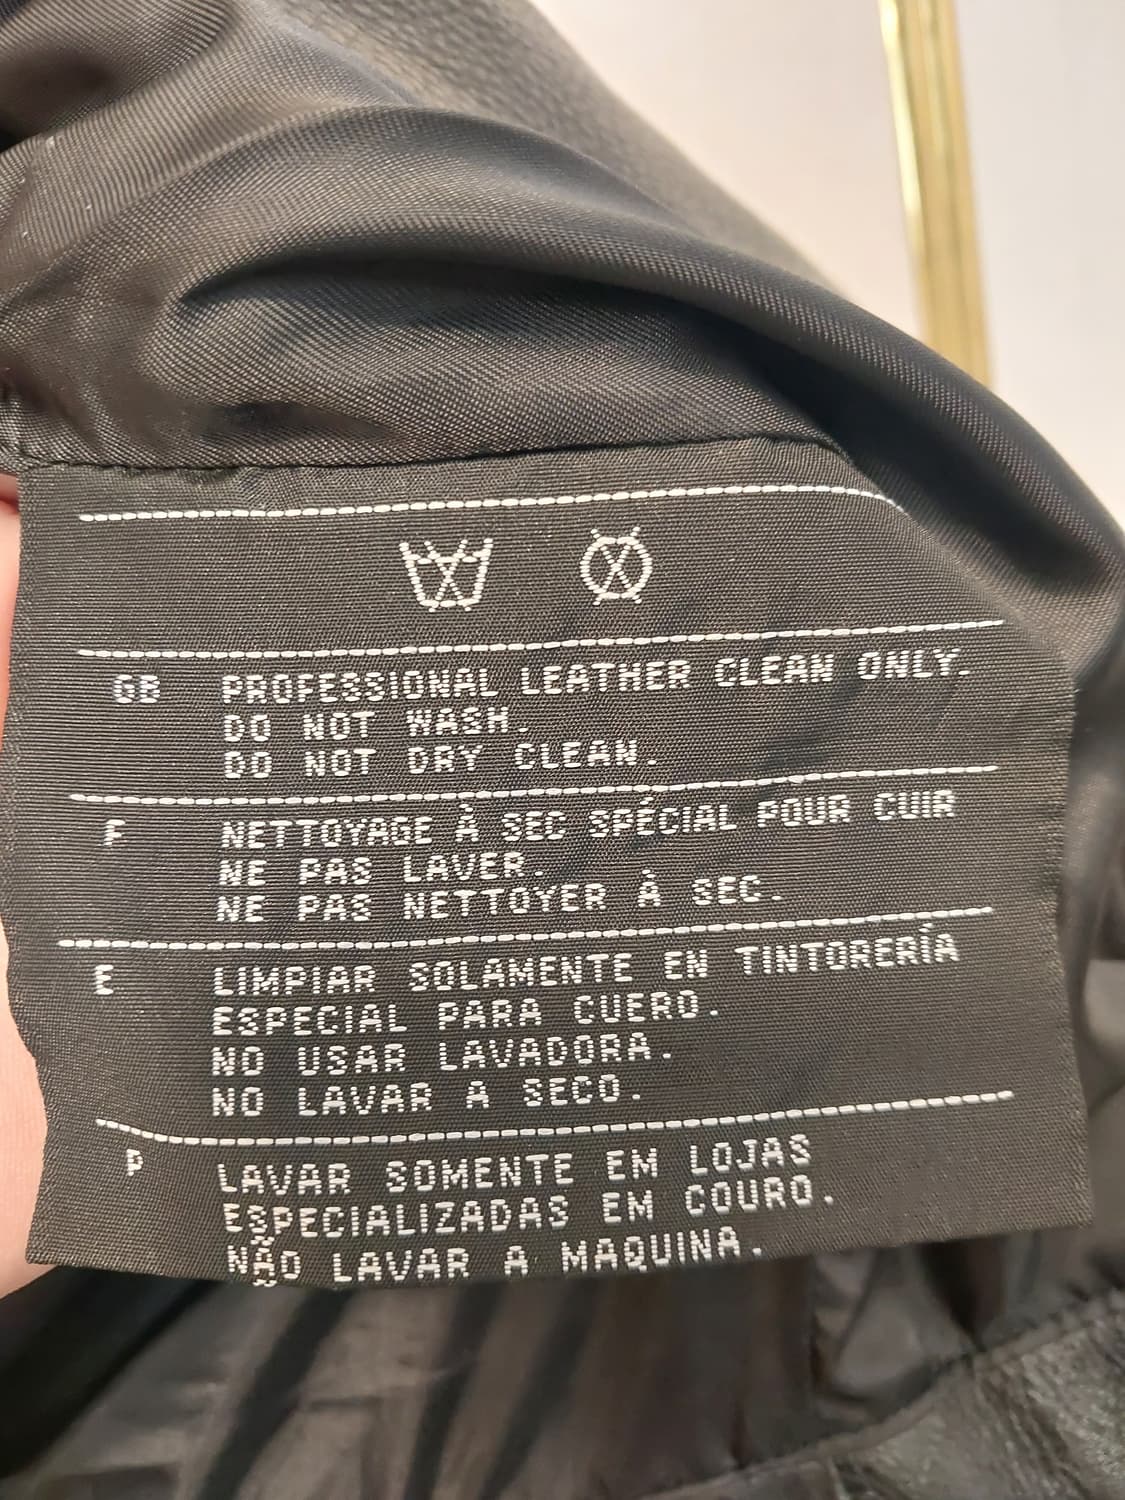 GB PROFESSIONAL LEATHER CLEAN ONLY.
DO NOT WASH.
DO NOT DRY CLEAN.
F NETTOYAGE À SEC SPÉCIAL POUR CUIR
NE PAS LAVER.
NE PAS NETTOYER À SEC.
E LIMPIAR SOLAMENTE EN TINTORERÍA
ESPECIAL PARA CUERO.
NO USAR LAVADORA.
NO LAVAR A SECO.
P LAVAR SOMENTE EM LOJAS
ESPECIALIZADAS EM COURO.
NÃO LAVAR A MAQUINA.